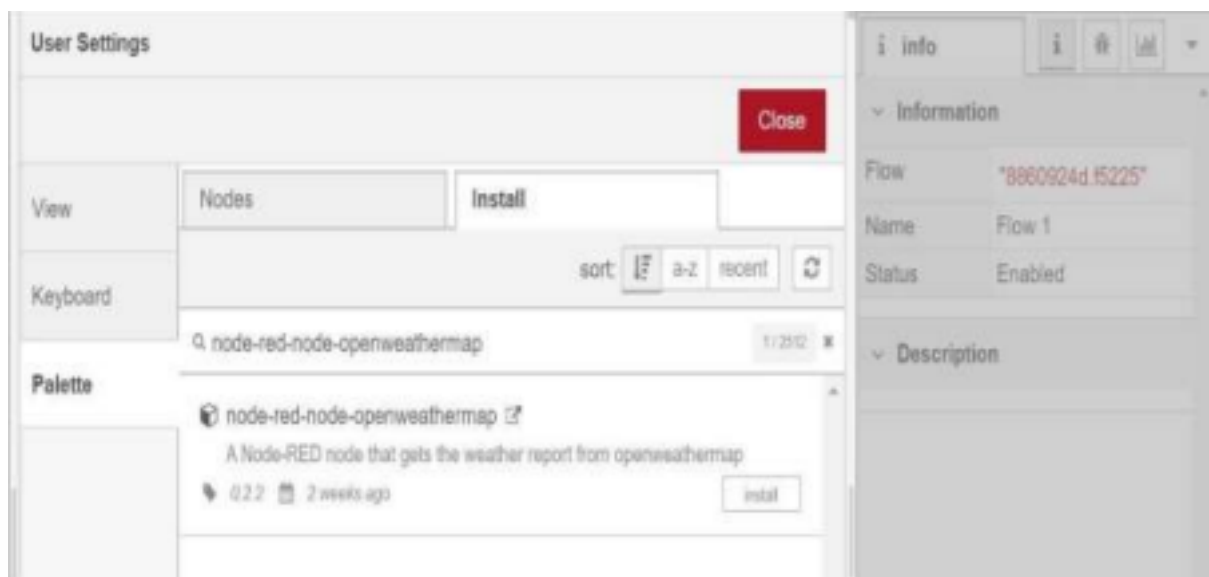 User Settings
Close
View
Keyboard
Palette
Nodes
Install
sort: a-z recent
node-red-node-openweathermap
node-red-node-openweathermap
A Node-RED node that gets the weather report from openweathermap
0.2.2 2 weeks ago
install
i info
Information
Flow "8860924d.f5225"
Name Flow 1
Status Enabled
Description